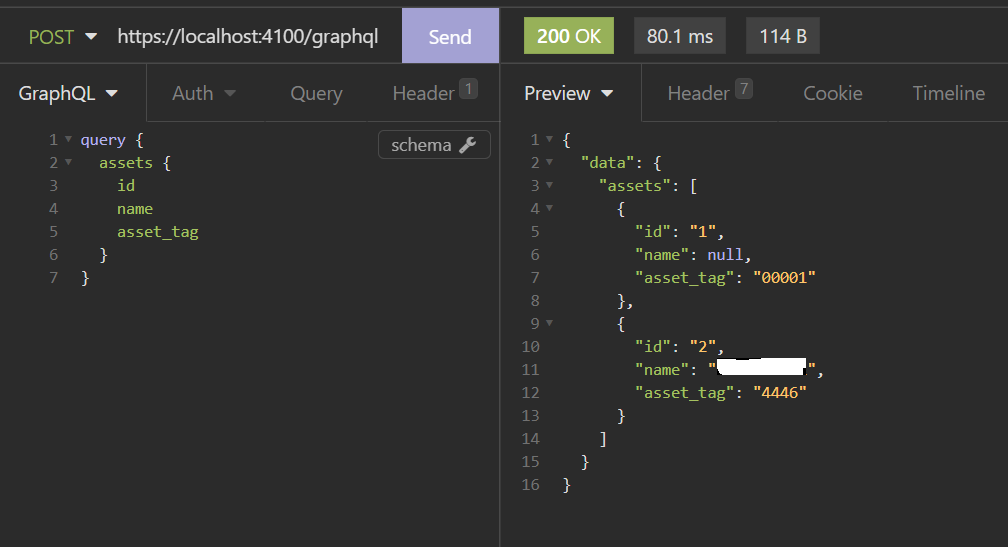 POST https://localhost:4100/graphql Send 200 OK 80.1 ms 114 B
GraphQL Auth Query Header 1 Preview Header 7 Cookie Timeline
schema
1 query {
2 assets {
3 id
4 name
5 asset_tag
6 }
7 }
1 {
2 "data": {
3 "assets": [
4 {
5 "id": "1",
6 "name": null,
7 "asset_tag": "00001"
8 },
9 {
10 "id": "2",
11 "name": "",
12 "asset_tag": "4446"
13 }
14 ]
15 }
16 }